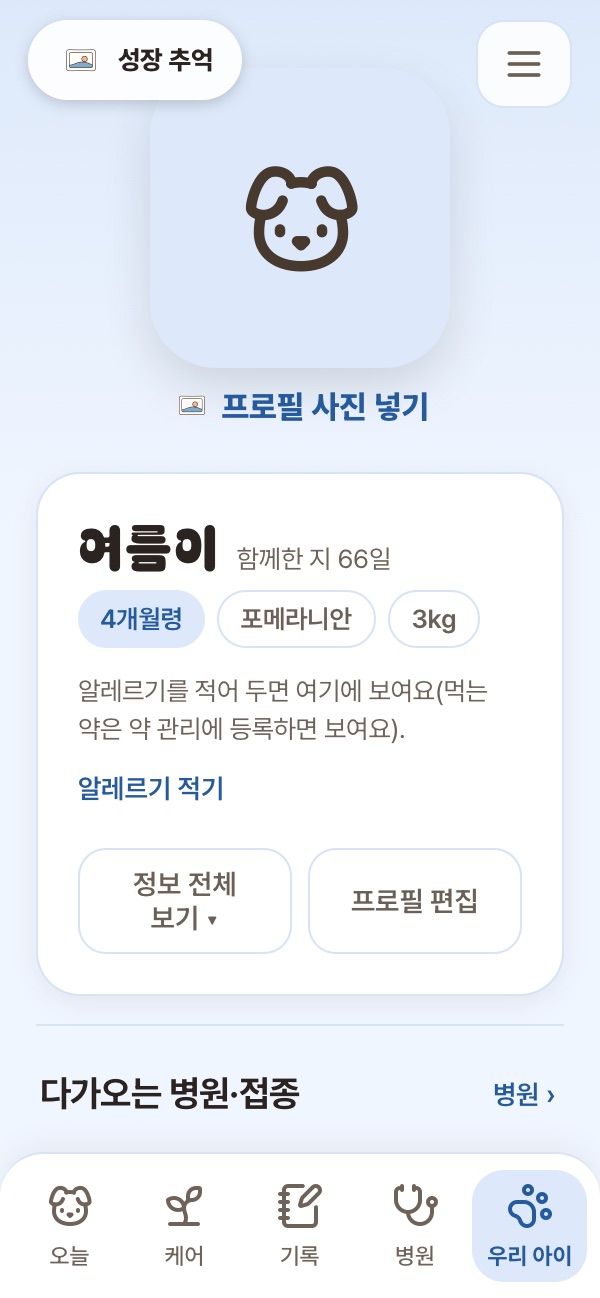 성장 추억
프로필 사진 넣기
여름이 함께한 지 66일
4개월령 포메라니안 3kg
알레르기를 적어 두면 여기에 보여요(먹는
약은 약 관리에 등록하면 보여요).
알레르기 적기
정보 전체
보기 ▾
프로필 편집
다가오는 병원·접종 병원 ›
오늘 케어 기록 병원 우리 아이